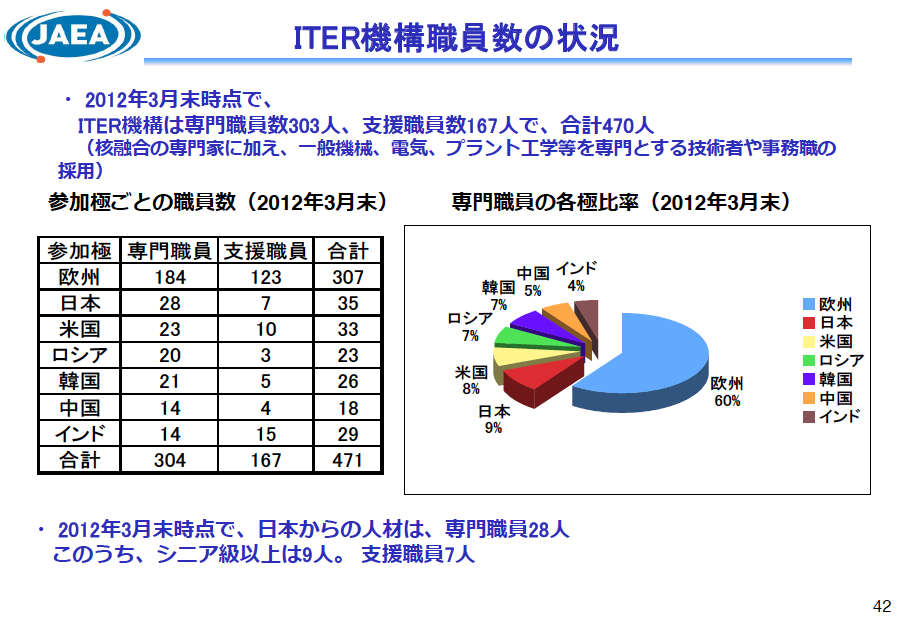 JAEA
ITER機構職員数の状況
・ 2012年3月末時点で、
ITER機構は専門職員数303人、支援職員数167人で、合計470人
（核融合の専門家に加え、一般機械、電気、プラント工学等を専門とする技術者や事務職の
採用）
参加極ごとの職員数（2012年3月末）
専門職員の各極比率（2012年3月末）
参加極 専門職員 支援職員 合計
欧州 184 123 307
日本 28 7 35
米国 23 10 33
ロシア 20 3 23
韓国 21 5 26
中国 14 4 18
インド 14 15 29
合計 304 167 471
インド
4%
中国
5%
韓国
7%
ロシア
7%
米国
8%
日本
9%
欧州
60%
欧州
日本
米国
ロシア
韓国
中国
インド
・ 2012年3月末時点で、日本からの人材は、専門職員28人
このうち、シニア級以上は9人。 支援職員7人
42